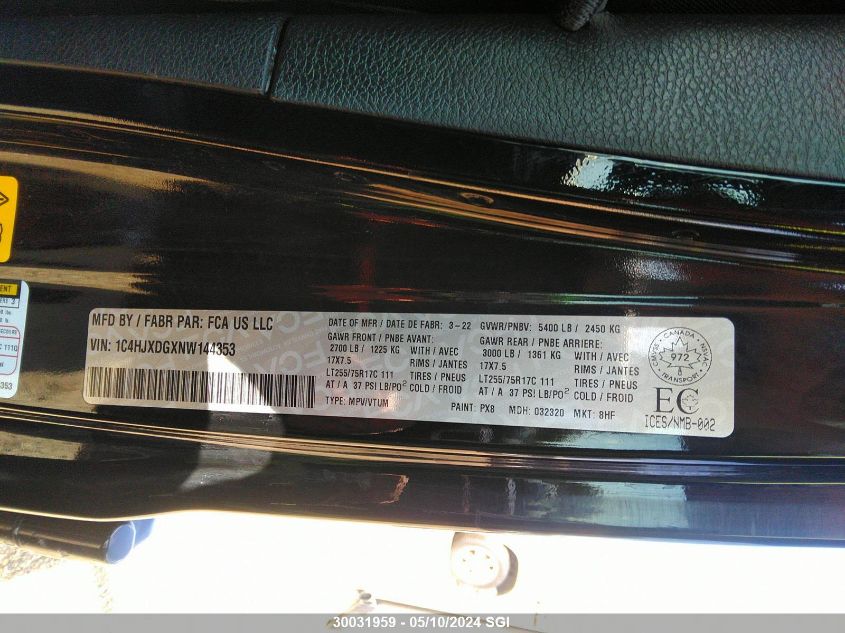 MFD BY / FABR PAR: FCA US LLC
VIN: 1C4HJXDGXNW144353
DATE OF MFR / DATE DE FABR: 3-22
GVWR/PNBV: 5400 LB / 2450 KG
GAWR FRONT / PNBE AVANT:
2700 LB / 1225 KG WITH / AVEC
17X7.5 RIMS / JANTES
LT255/75R17C 111 TIRES / PNEUS
AT / A 37 PSI LB/PO2 COLD / FROID
GAWR REAR / PNBE ARRIERE:
3000 LB / 1361 KG WITH / AVEC
17X7.5 RIMS / JANTES
LT255/75R17C 111 TIRES / PNEUS
AT / A 37 PSI LB/PO2 COLD / FROID
TYPE: MPV/VTUM PAINT: PX8 MDH: 032320 MKT: 8HF
CANADA
CMVSS 972 NVAC
TRANSPORT
EC
ICES/NMB-002
1110
353
30031959 - 05/10/2024 SGI